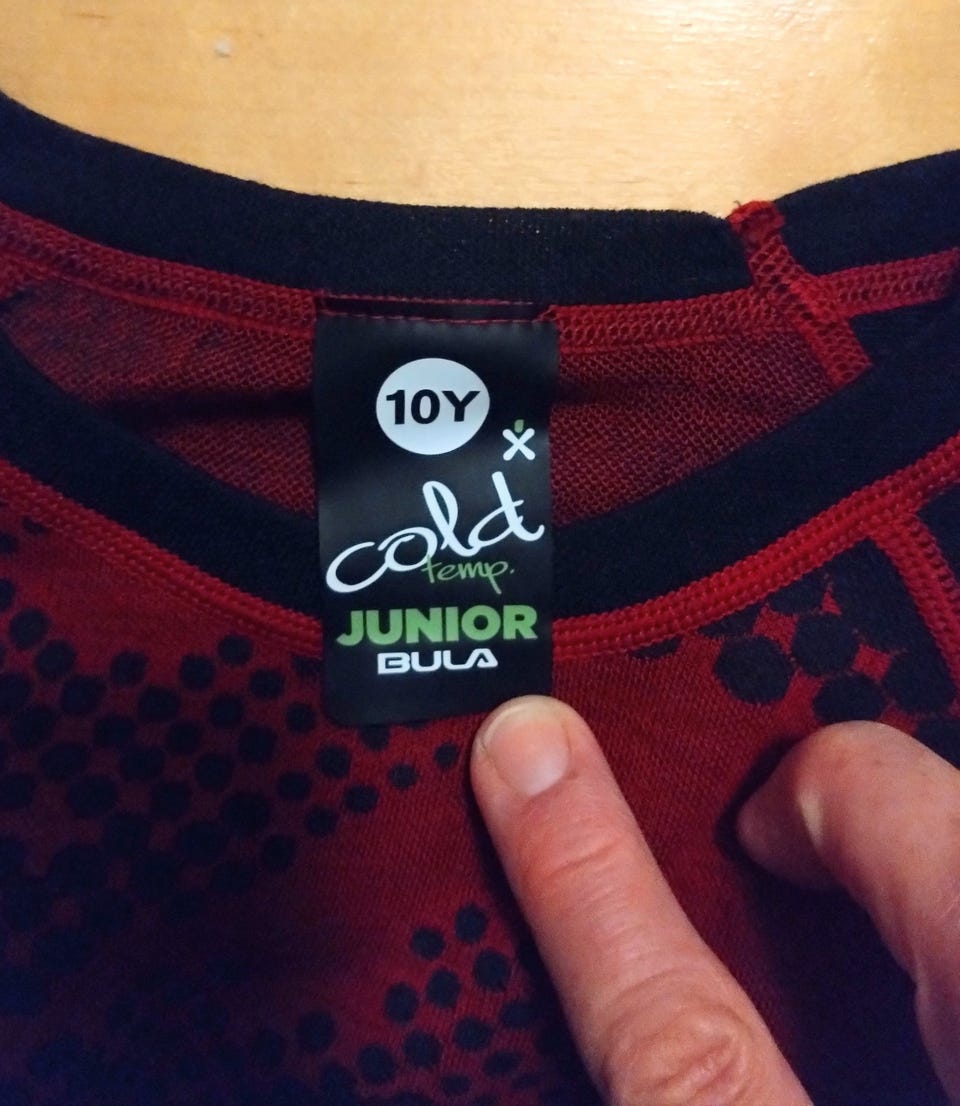 10Y
cold
temp.
JUNIOR
BULA